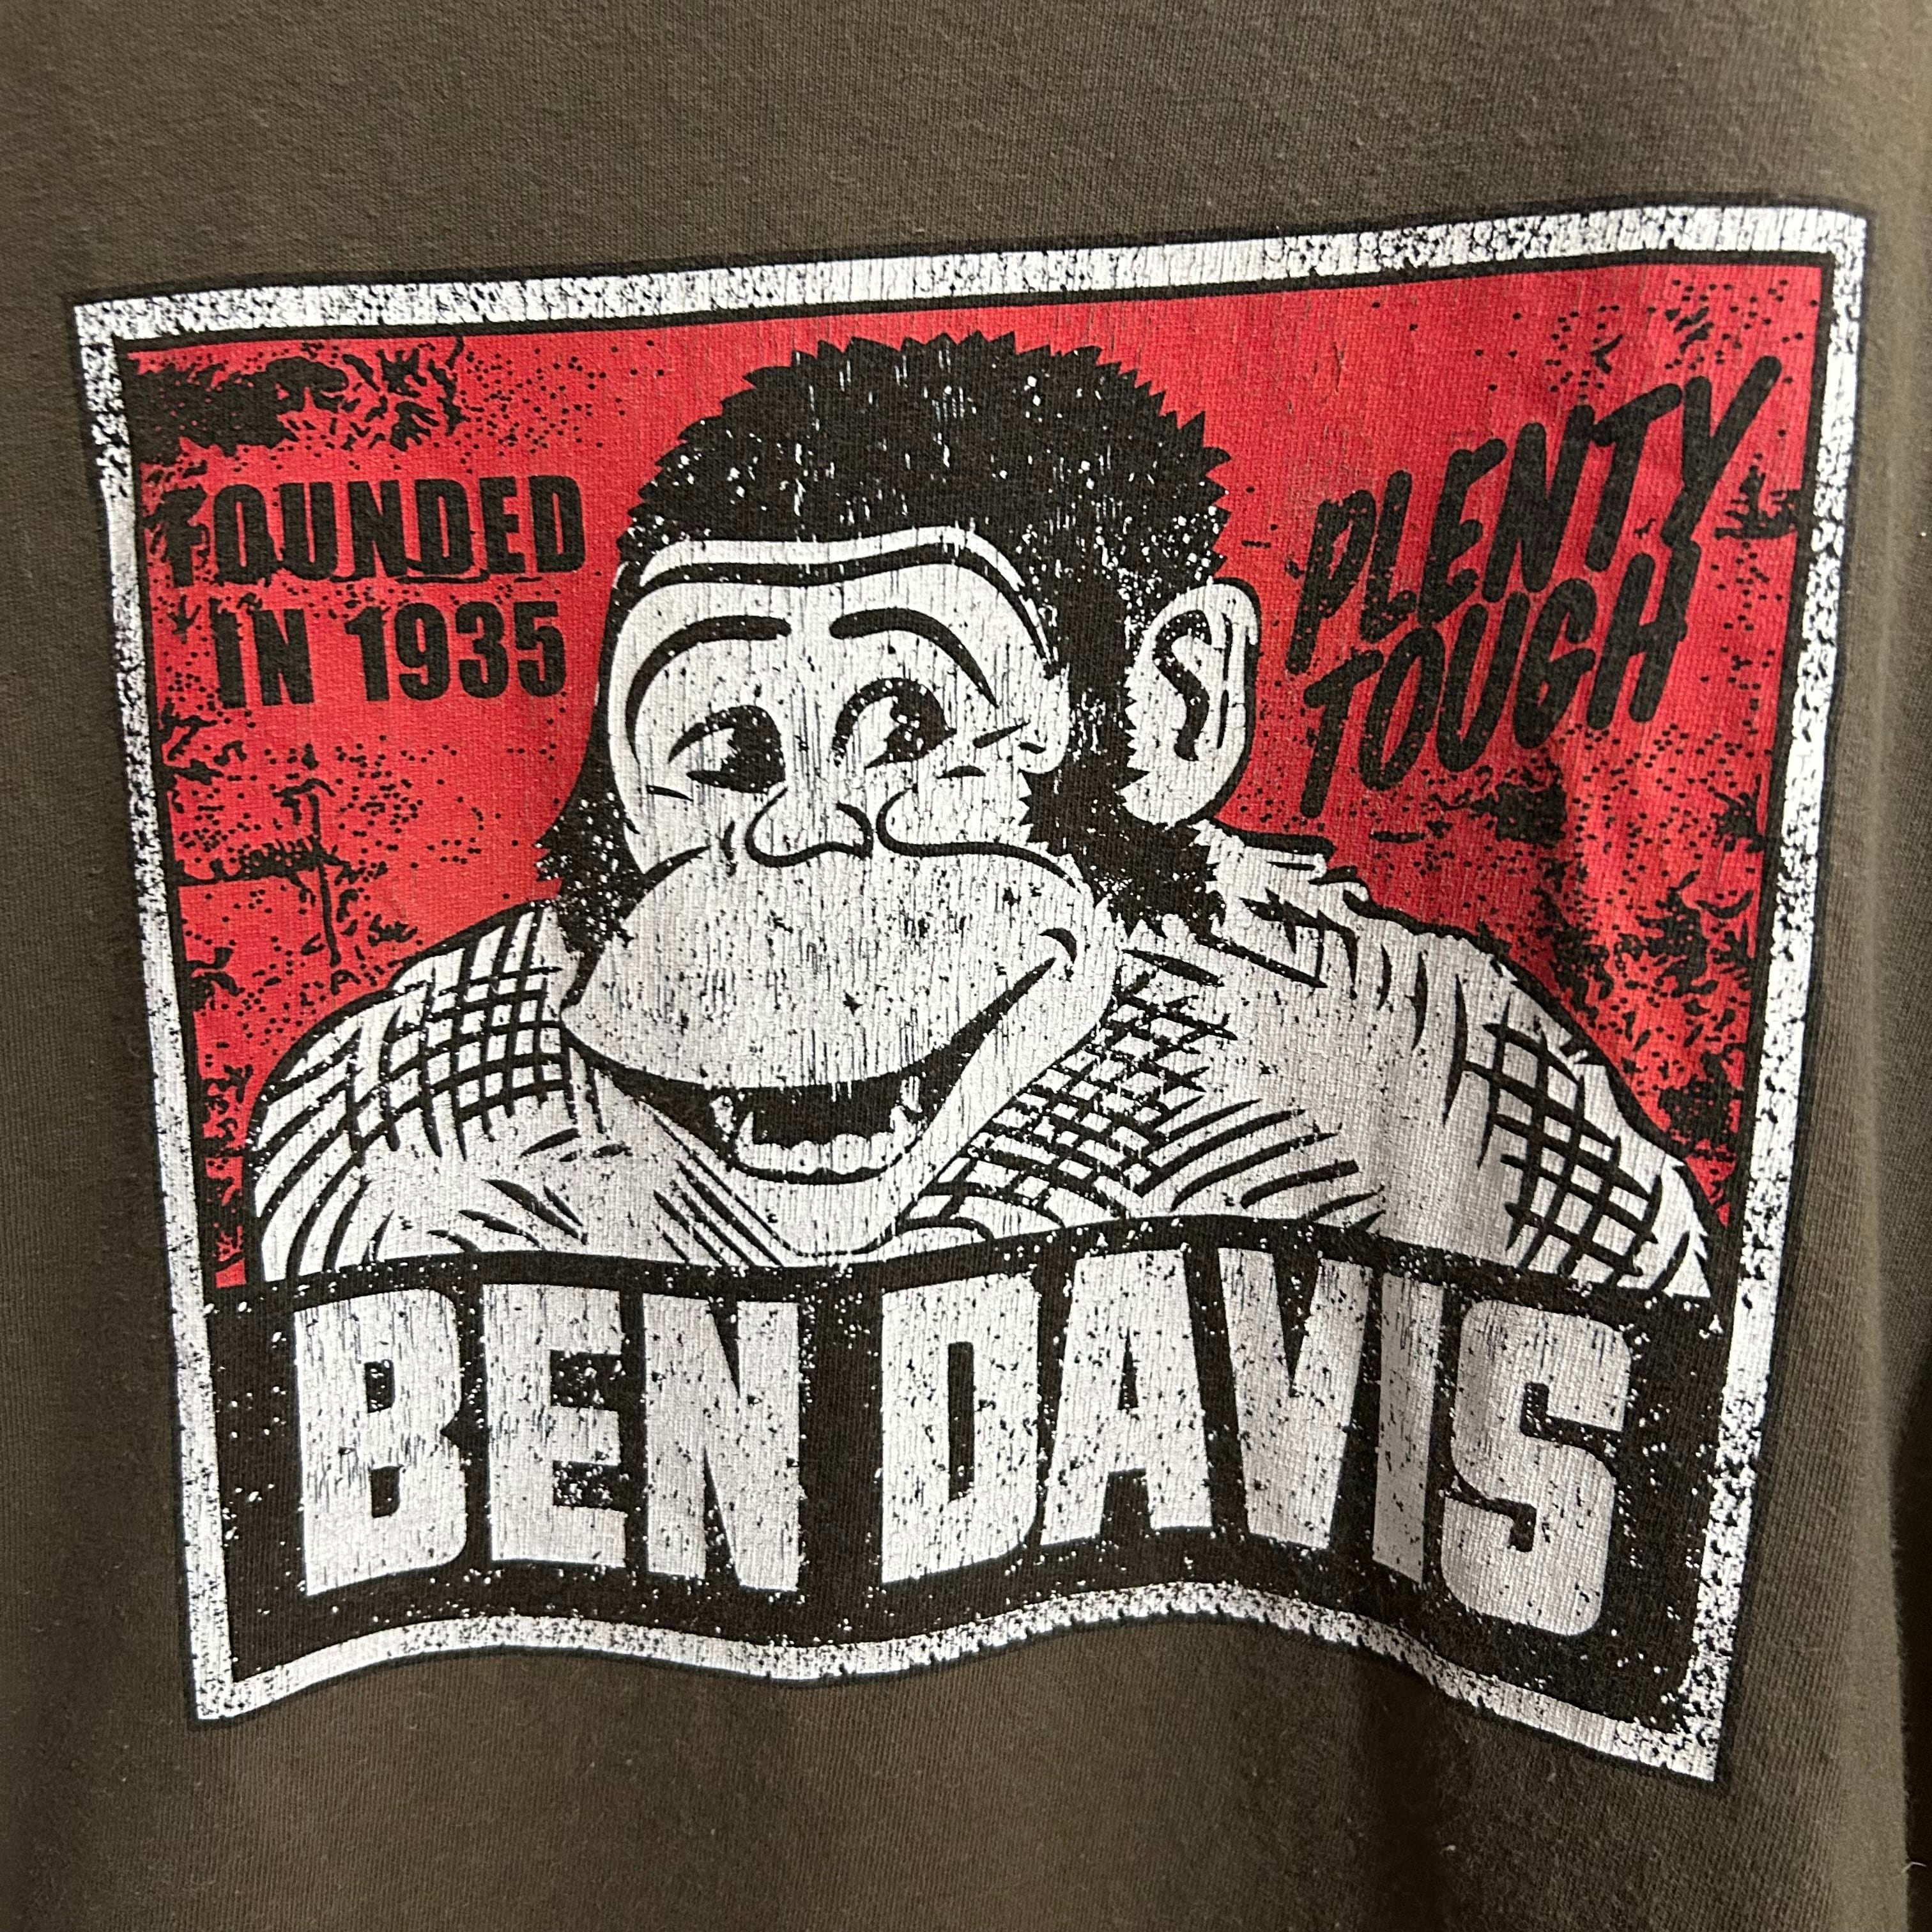 FOUNDED
IN 1935
PLENTY
TOUGH
BEN DAVIS